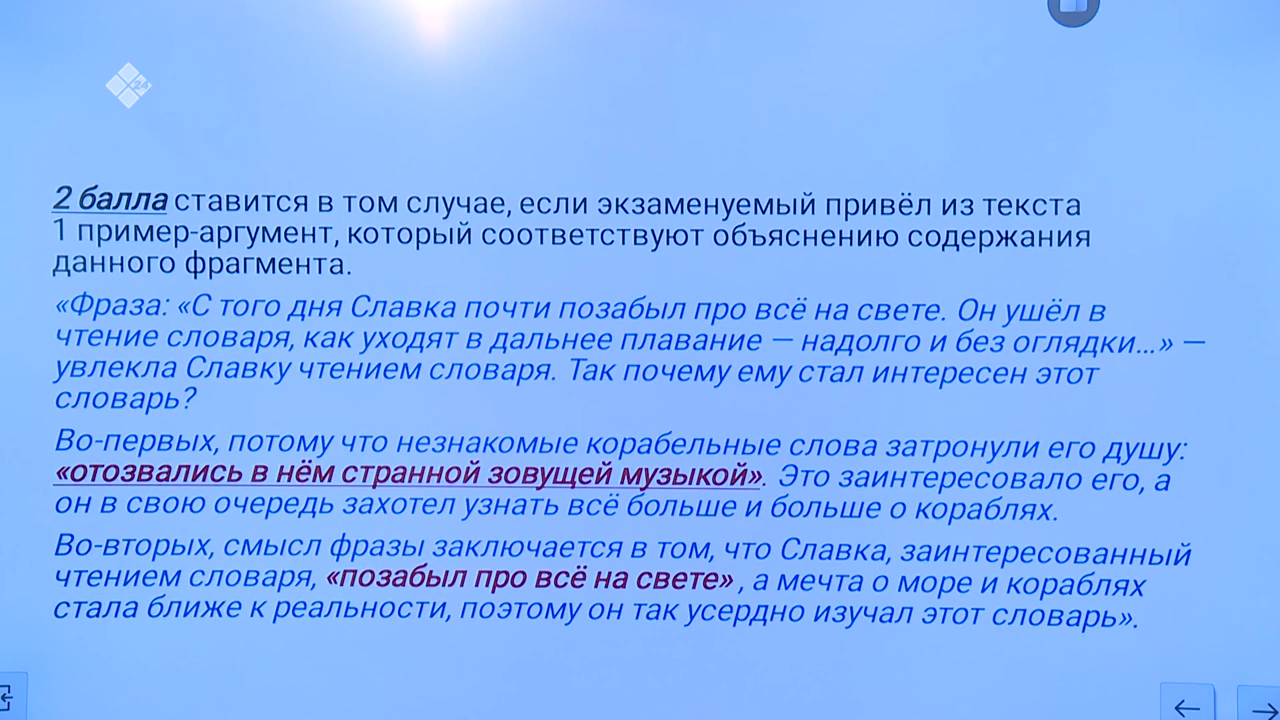 24
2 балла ставится в том случае, если экзаменуемый привёл из текста
1 пример-аргумент, который соответствуют объяснению содержания
данного фрагмента.
«Фраза: «С того дня Славка почти позабыл про всё на свете. Он ушёл в
чтение словаря, как уходят в дальнее плавание — надолго и без оглядки...» —
увлекла Славку чтением словаря. Так почему ему стал интересен этот
словарь?
Во-первых, потому что незнакомые корабельные слова затронули его душу:
«отозвались в нём странной зовущей музыкой». Это заинтересовало его, а
он в свою очередь захотел узнать всё больше и больше о кораблях.
Во-вторых, смысл фразы заключается в том, что Славка, заинтересованный
чтением словаря, «позабыл про всё на свете» , а мечта о море и кораблях
стала ближе к реальности, поэтому он так усердно изучал этот словарь».